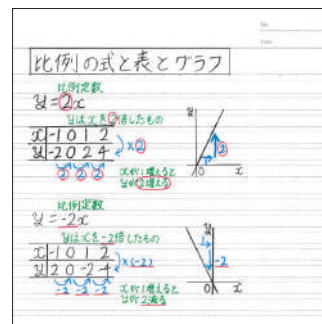 No.
Date
比例の式と表とグラフ
比例定数
y=2x
yはxを2倍したもの
x -1 0 1 2
y -2 0 2 4
×2
2 2 2
xが1増えると
yが2増える
y
2
1
O x
比例定数
y=-2x
yはxを-2倍したもの
x -1 0 1 2
y 2 0 -2 -4
×(-2)
-2 -2 -2
xが1増えると
yが2減る
y
1
-2
O x